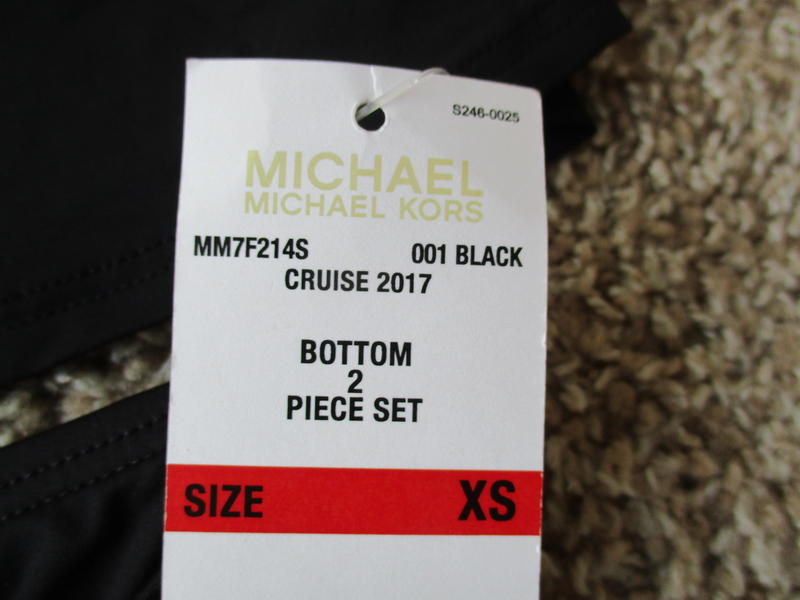 S246-0025
MICHAEL
MICHAEL KORS
MM7F214S 001 BLACK
CRUISE 2017
BOTTOM
2
PIECE SET
SIZE XS